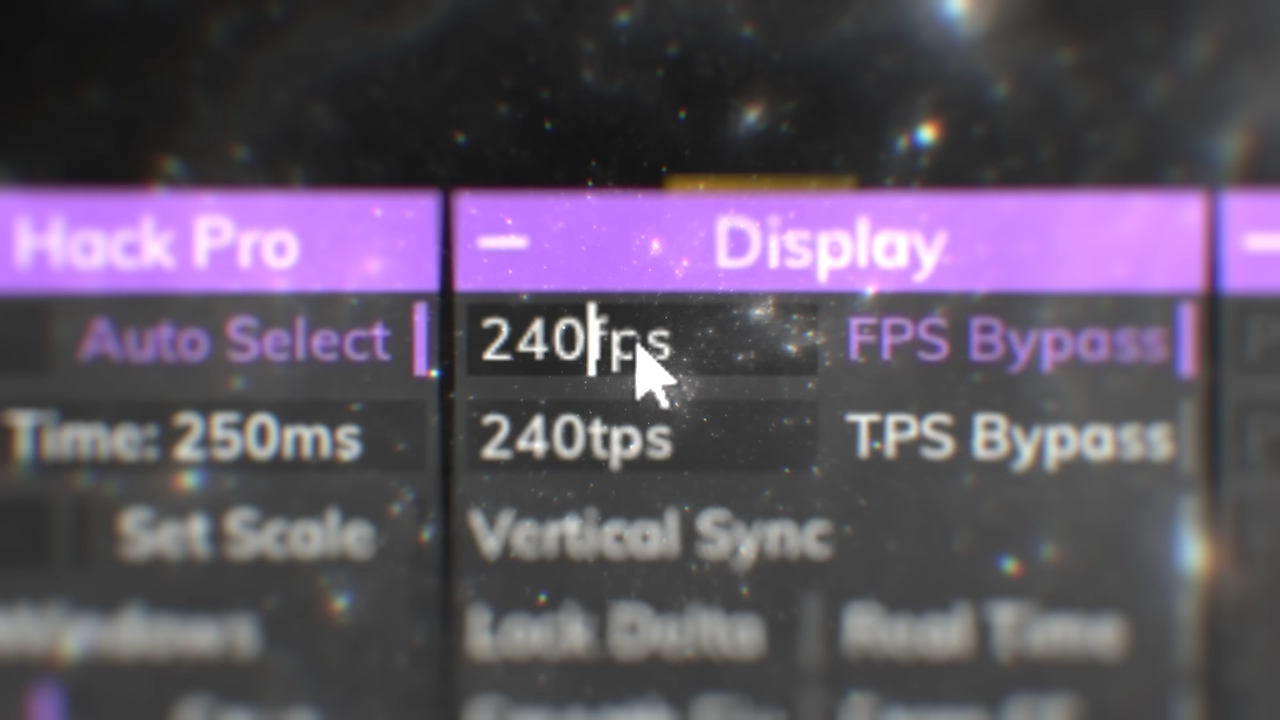 Hack Pro
Display
Auto Select
240fps
FPS Bypass
Time: 250ms
240tps
TPS Bypass
Set Scale
Vertical Sync
Windows
Lock Delta
Real Time